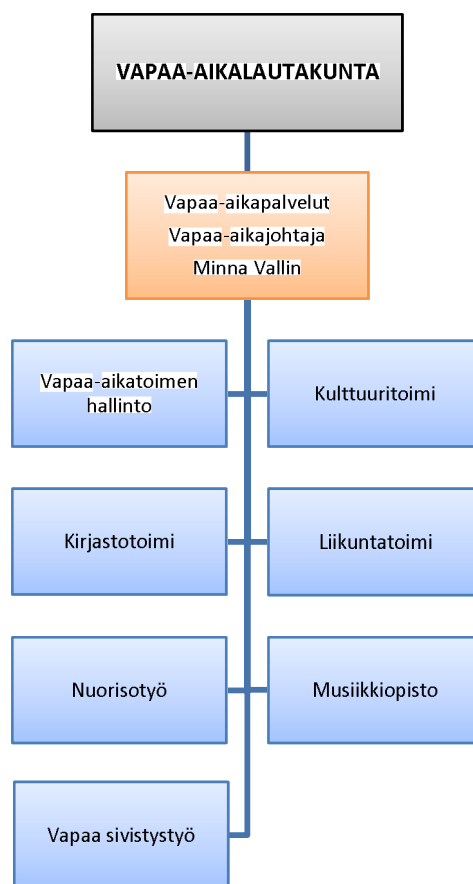 VAPAA-AIKALAUTAKUNTA
Vapaa-aikapalvelut
Vapaa-aikajohtaja
Minna Vallin
Vapaa-aikatoimen
hallinto
Kulttuuritoimi
Kirjastotoimi
Liikuntatoimi
Nuorisotyö
Musiikkiopisto
Vapaa sivistystyö